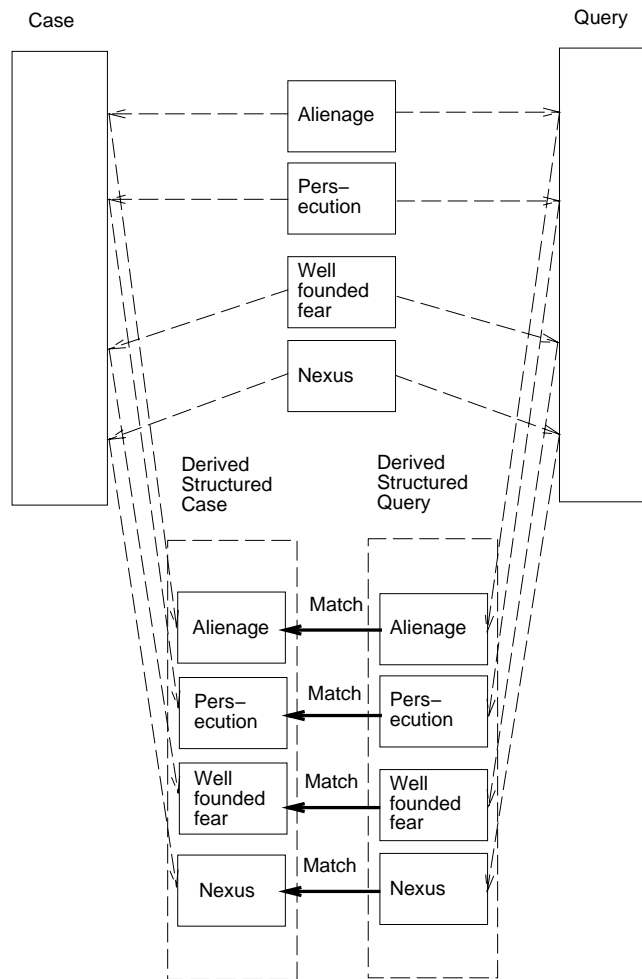 Case
Query
Alienage
Pers–
ecution
Well
founded
fear
Nexus
Derived
Structured
Case
Derived
Structured
Query
Alienage
Match
Alienage
Pers–
ecution
Match
Pers–
ecution
Well
founded
fear
Match
Well
founded
fear
Nexus
Match
Nexus